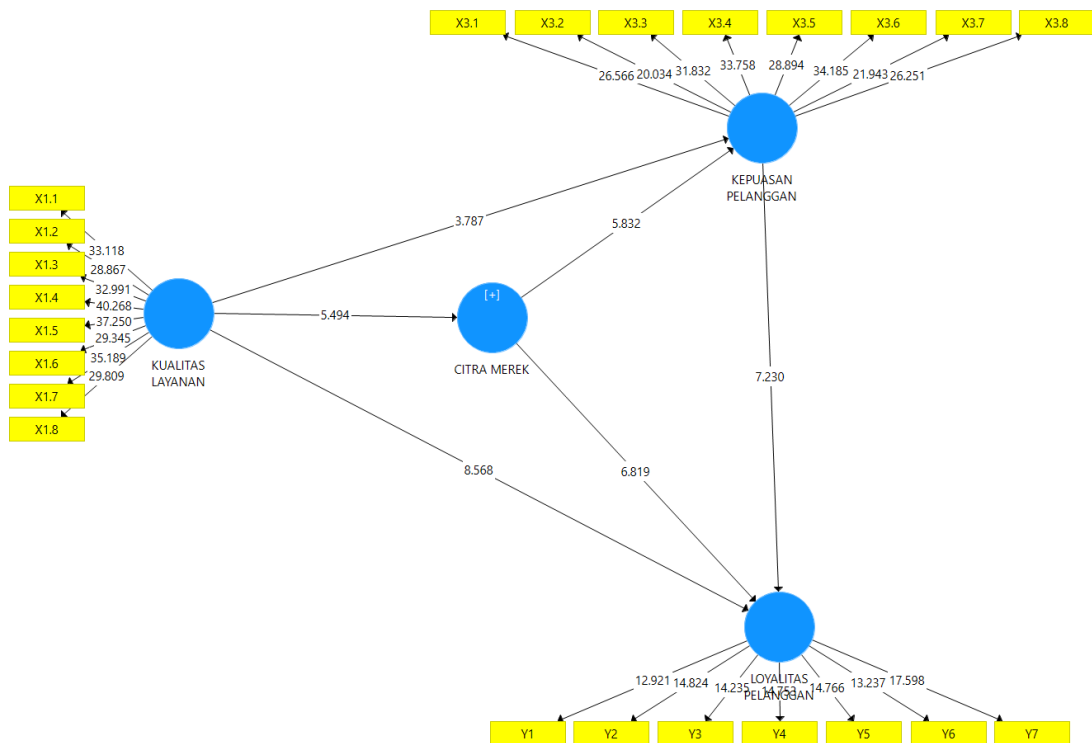 X3.1 X3.2 X3.3 X3.4 X3.5 X3.6 X3.7 X3.8
26.566 20.034 31.832 33.758 28.894 34.185 21.943 26.251
KEPUASAN
PELANGGAN
X1.1
X1.2
X1.3
X1.4
X1.5
X1.6
X1.7
X1.8
33.118
28.867
32.991
40.268
37.250
29.345
35.189
29.809
KUALITAS
LAYANAN
3.787
5.832
5.494
[+]
CITRA MEREK
7.230
8.568
6.819
LOYALITAS
PELANGGAN
12.921 14.824 14.235 14.753 14.766 13.237 17.598
Y1 Y2 Y3 Y4 Y5 Y6 Y7